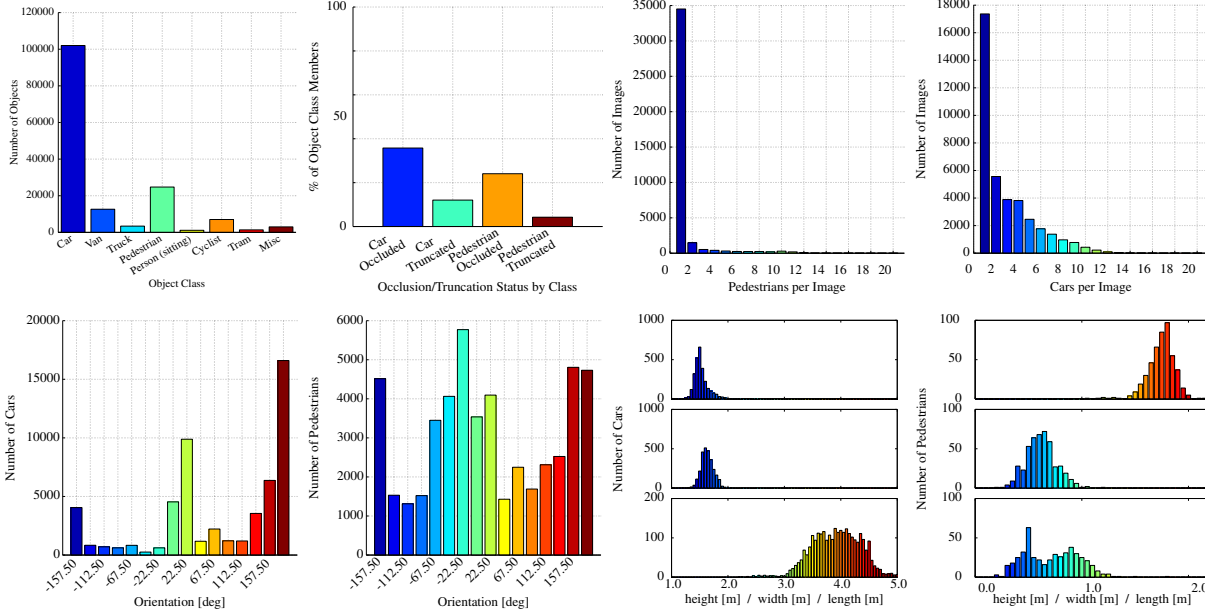 120000
100000
80000
60000
40000
20000
0
Number of Objects
Car
Van
Truck
Pedestrian
Person (sitting)
Cyclist
Tram
Misc
Object Class
100
50
0
% of Object Class Members
Car Occluded
Car Truncated
Pedestrian Occluded
Pedestrian Truncated
Occlusion/Truncation Status by Class
35000
30000
25000
20000
15000
10000
5000
0
Number of Images
0 2 4 6 8 10 12 14 16 18 20
Pedestrians per Image
18000
16000
14000
12000
10000
8000
6000
4000
2000
0
Number of Images
0 2 4 6 8 10 12 14 16 18 20
Cars per Image
20000
15000
10000
5000
0
Number of Cars
-157.50
-112.50
-67.50
-22.50
22.50
67.50
112.50
157.50
Orientation [deg]
6000
5000
4000
3000
2000
1000
0
Number of Pedestrians
-157.50
-112.50
-67.50
-22.50
22.50
67.50
112.50
157.50
Orientation [deg]
1000
500
0
1000
500
0
200
100
0
Number of Cars
1.0 2.0 3.0 4.0 5.0
height [m] / width [m] / length [m]
100
50
0
100
50
0
100
50
0
Number of Pedestrians
0.0 1.0 2.0
height [m] / width [m] / length [m]